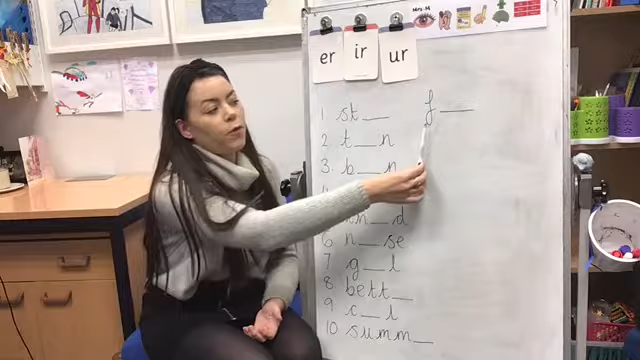 Mrs. M
er ir ur
1 st__ f__
2 t__n
3 b__n
6 n__se
7 g__l
8 bett__
9 c__l
10 summ__